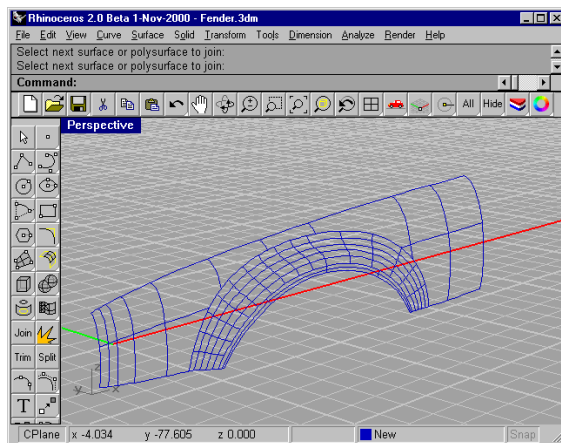 Rhinoceros 2.0 Beta 1-Nov-2000 - Fender.3dm
File Edit View Curve Surface Solid Transform Tools Dimension Analyze Render Help
Select next surface or polysurface to join:
Select next surface or polysurface to join:
Command:
All Hide
Perspective
Join
Trim Split
T
z
y x
CPlane x -4.034 y -77.605 z 0.000 New Snap